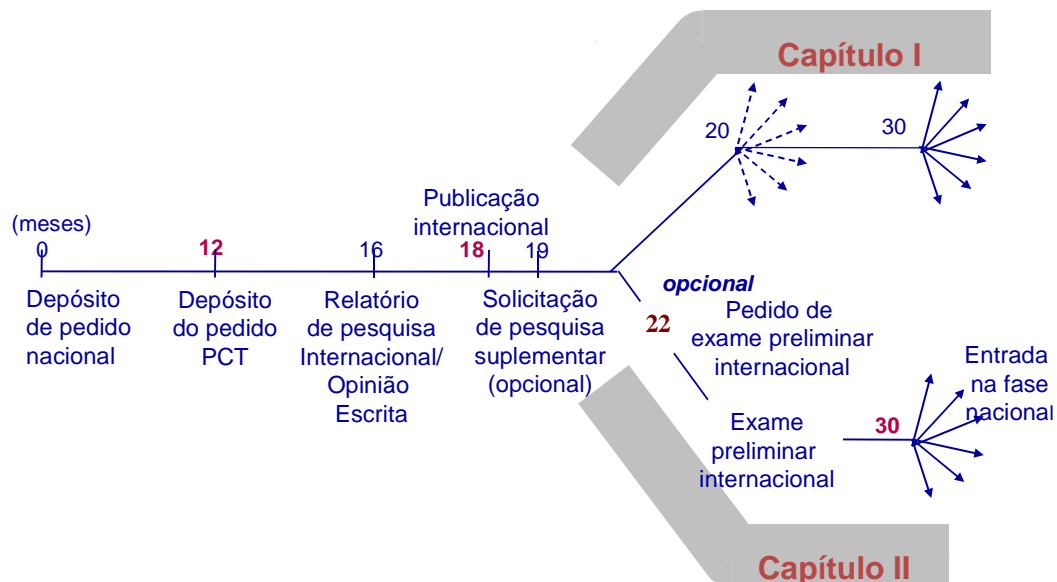 Capítulo I
20
30
Publicação
internacional
(meses)
0
12
16
18
19
Depósito
de pedido
nacional
Depósito
do pedido
PCT
Relatório
de pesquisa
Internacional/
Opinião
Escrita
Solicitação
de pesquisa
suplementar
(opcional)
opcional
22
Pedido de
exame preliminar
internacional
Exame
preliminar
internacional
30
Entrada
na fase
nacional
Capítulo II